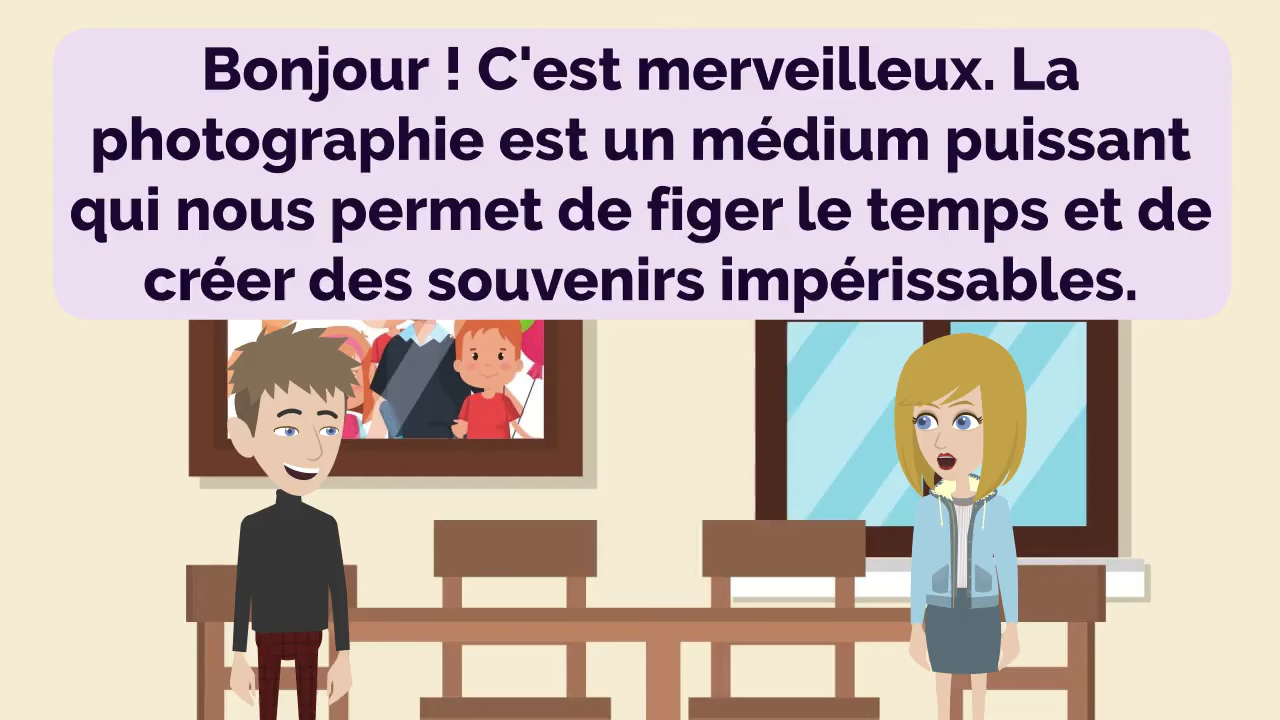 Bonjour ! C'est merveilleux. La
photographie est un médium puissant
qui nous permet de figer le temps et de
créer des souvenirs impérissables.